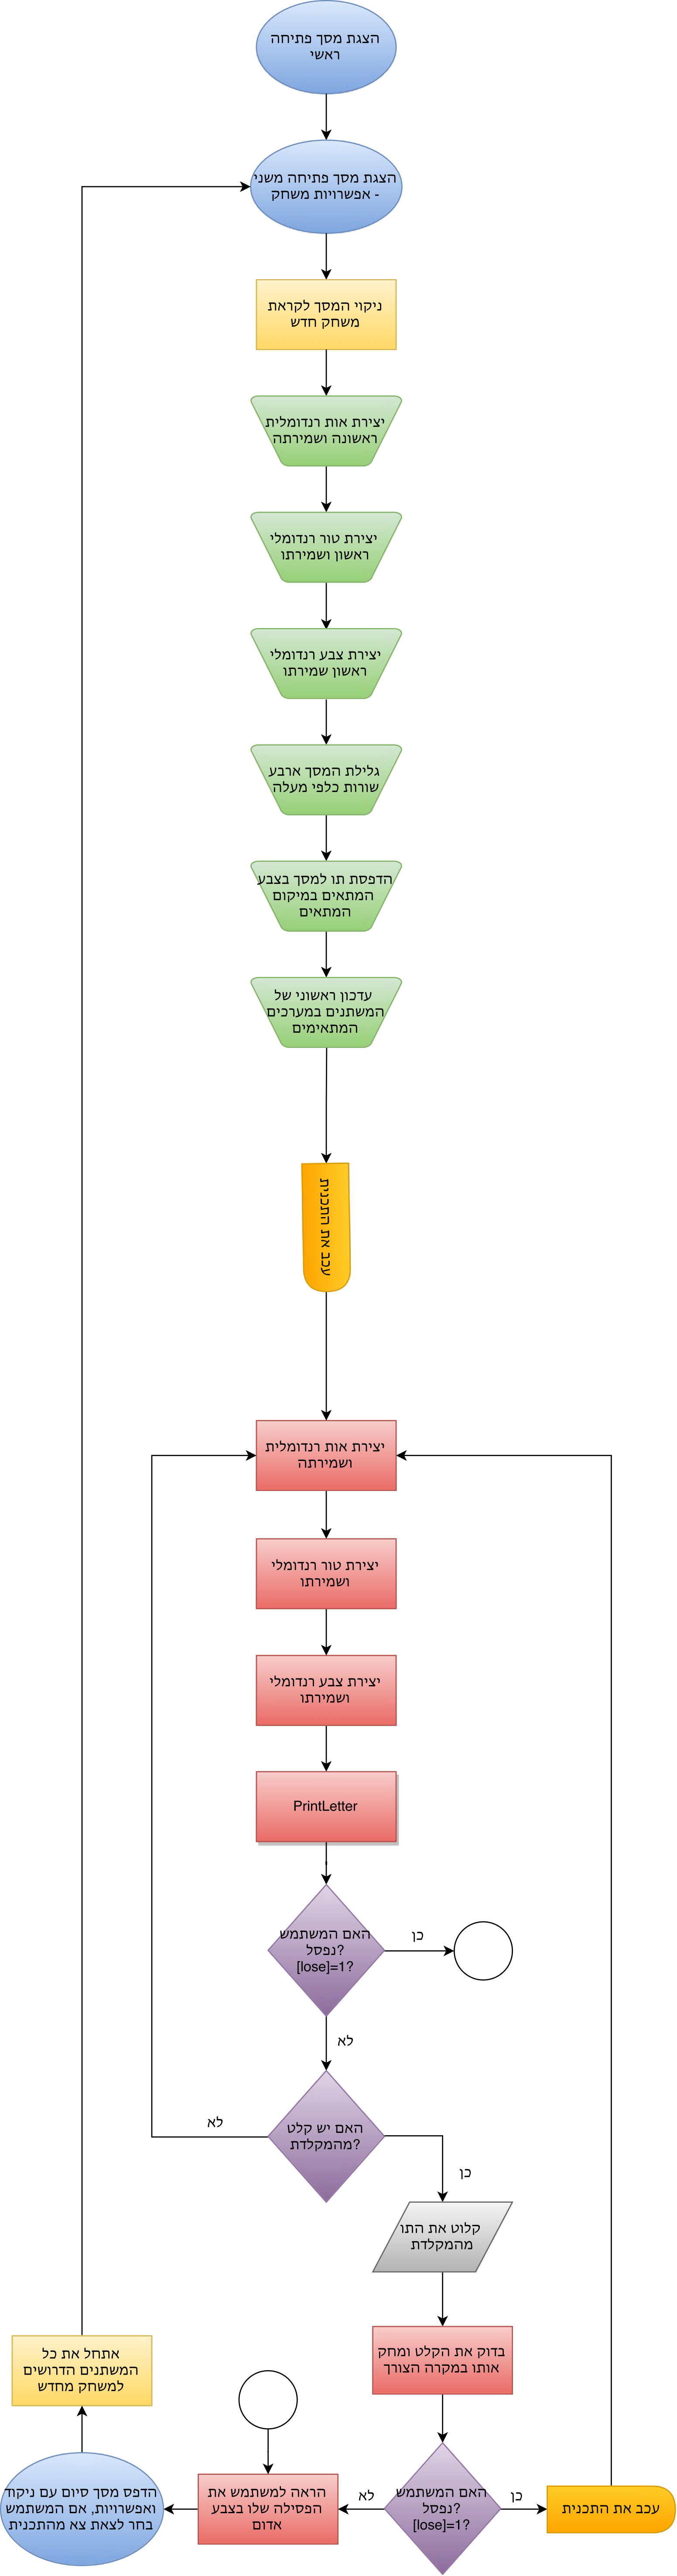 הצגת מסך פתיחה
ראשי
הצגת מסך פתיחה משני
- אפשרויות משחק
ניקוי המסך לקראת
משחק חדש
יצירת אות רנדומלית
ראשונה ושמירתה
יצירת טור רנדומלי
ראשון ושמירתו
יצירת צבע רנדומלי
ראשון שמירתו
גלילת המסך ארבע
שורות כלפי מעלה
הדפסת תו למסך בצבע
המתאים במיקום
המתאים
עדכון ראשוני של
המשתנים במערכים
המתאימים
עכב את התכנית
יצירת אות רנדומלית
ושמירתה
יצירת טור רנדומלי
ושמירתו
יצירת צבע רנדומלי
ושמירתו
PrintLetter
האם המשתמש
נפסל?
[lose]=1?
כן
לא
האם יש קלט
מהמקלדת?
לא
כן
קלוט את התו
מהמקלדת
בדוק את הקלט ומחק
אותו במקרה הצורך
האם המשתמש
נפסל?
[lose]=1?
כן
עכב את התכנית
לא
הראה למשתמש את
הפסילה שלו בצבע
אדום
הדפס מסך סיום עם ניקוד
ואפשרויות, אם המשתמש
בחר לצאת צא מהתכנית
אתחל את כל
המשתנים הדרושים
למשחק מחדש